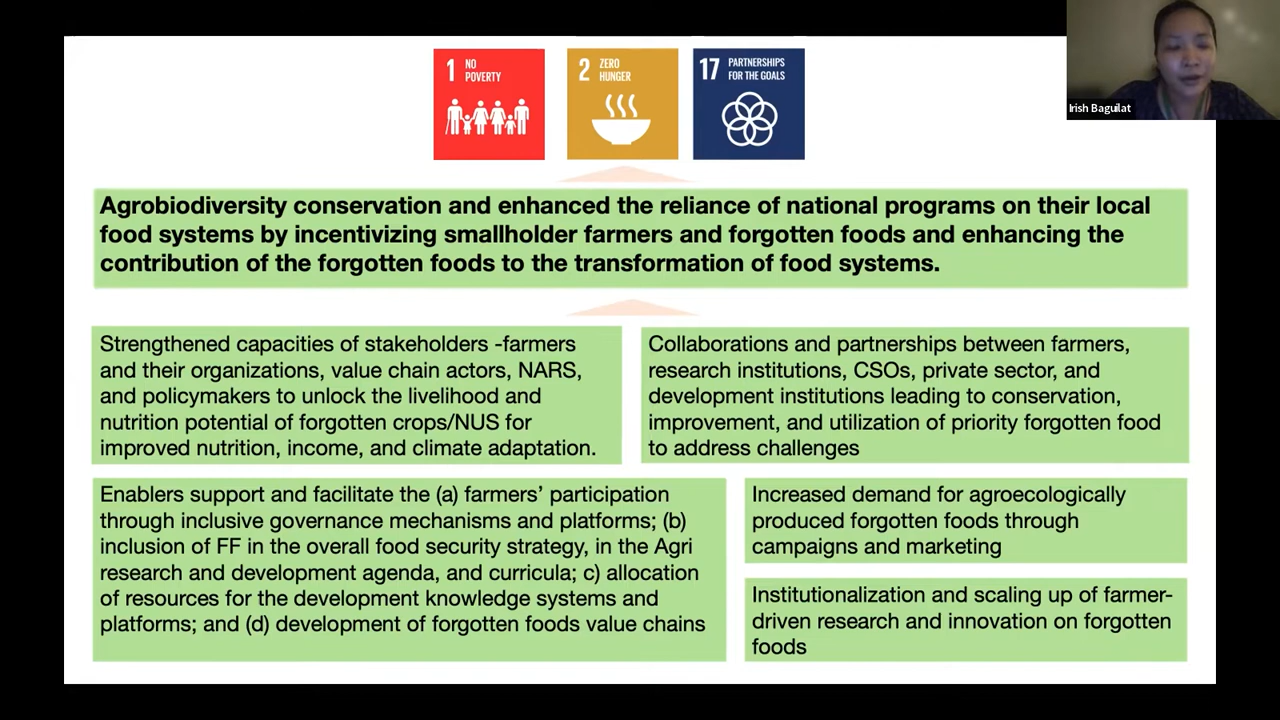 1 NO
POVERTY
2 ZERO
HUNGER
17 PARTNERSHIPS
FOR THE GOALS
Irish Baguilat
Agrobiodiversity conservation and enhanced the reliance of national programs on their local
food systems by incentivizing smallholder farmers and forgotten foods and enhancing the
contribution of the forgotten foods to the transformation of food systems.
Strengthened capacities of stakeholders -farmers
and their organizations, value chain actors, NARS,
and policymakers to unlock the livelihood and
nutrition potential of forgotten crops/NUS for
improved nutrition, income, and climate adaptation.
Collaborations and partnerships between farmers,
research institutions, CSOs, private sector, and
development institutions leading to conservation,
improvement, and utilization of priority forgotten food
to address challenges
Enablers support and facilitate the (a) farmers’ participation
through inclusive governance mechanisms and platforms; (b)
inclusion of FF in the overall food security strategy, in the Agri
research and development agenda, and curricula; c) allocation
of resources for the development knowledge systems and
platforms; and (d) development of forgotten foods value chains
Increased demand for agroecologically
produced forgotten foods through
campaigns and marketing
Institutionalization and scaling up of farmer-
driven research and innovation on forgotten
foods